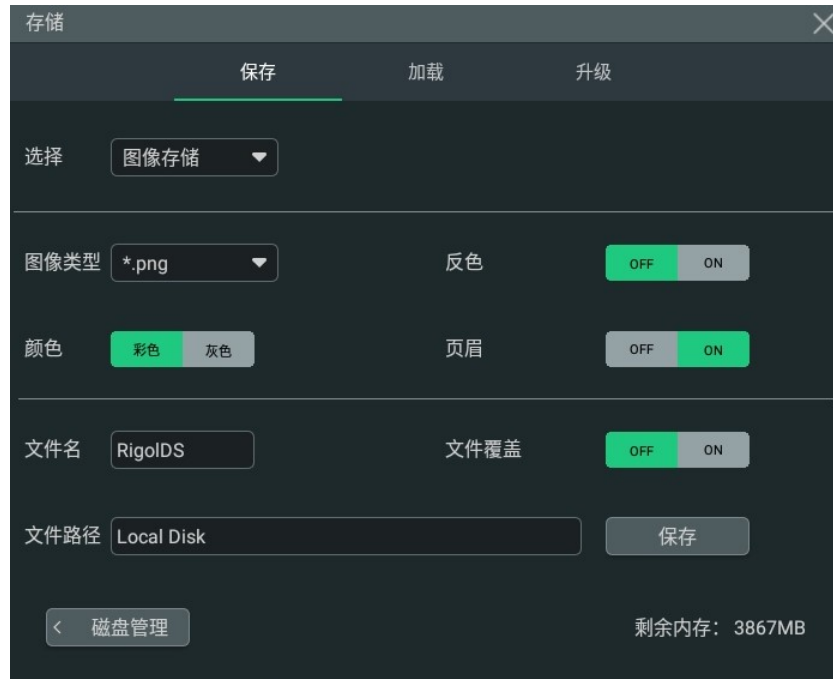 存储
保存 加载 升级
选择 图像存储
图像类型 *.png 反色 OFF ON
颜色 彩色 灰色 页眉 OFF ON
文件名 RigolDS 文件覆盖 OFF ON
文件路径 Local Disk 保存
磁盘管理 剩余内存： 3867MB